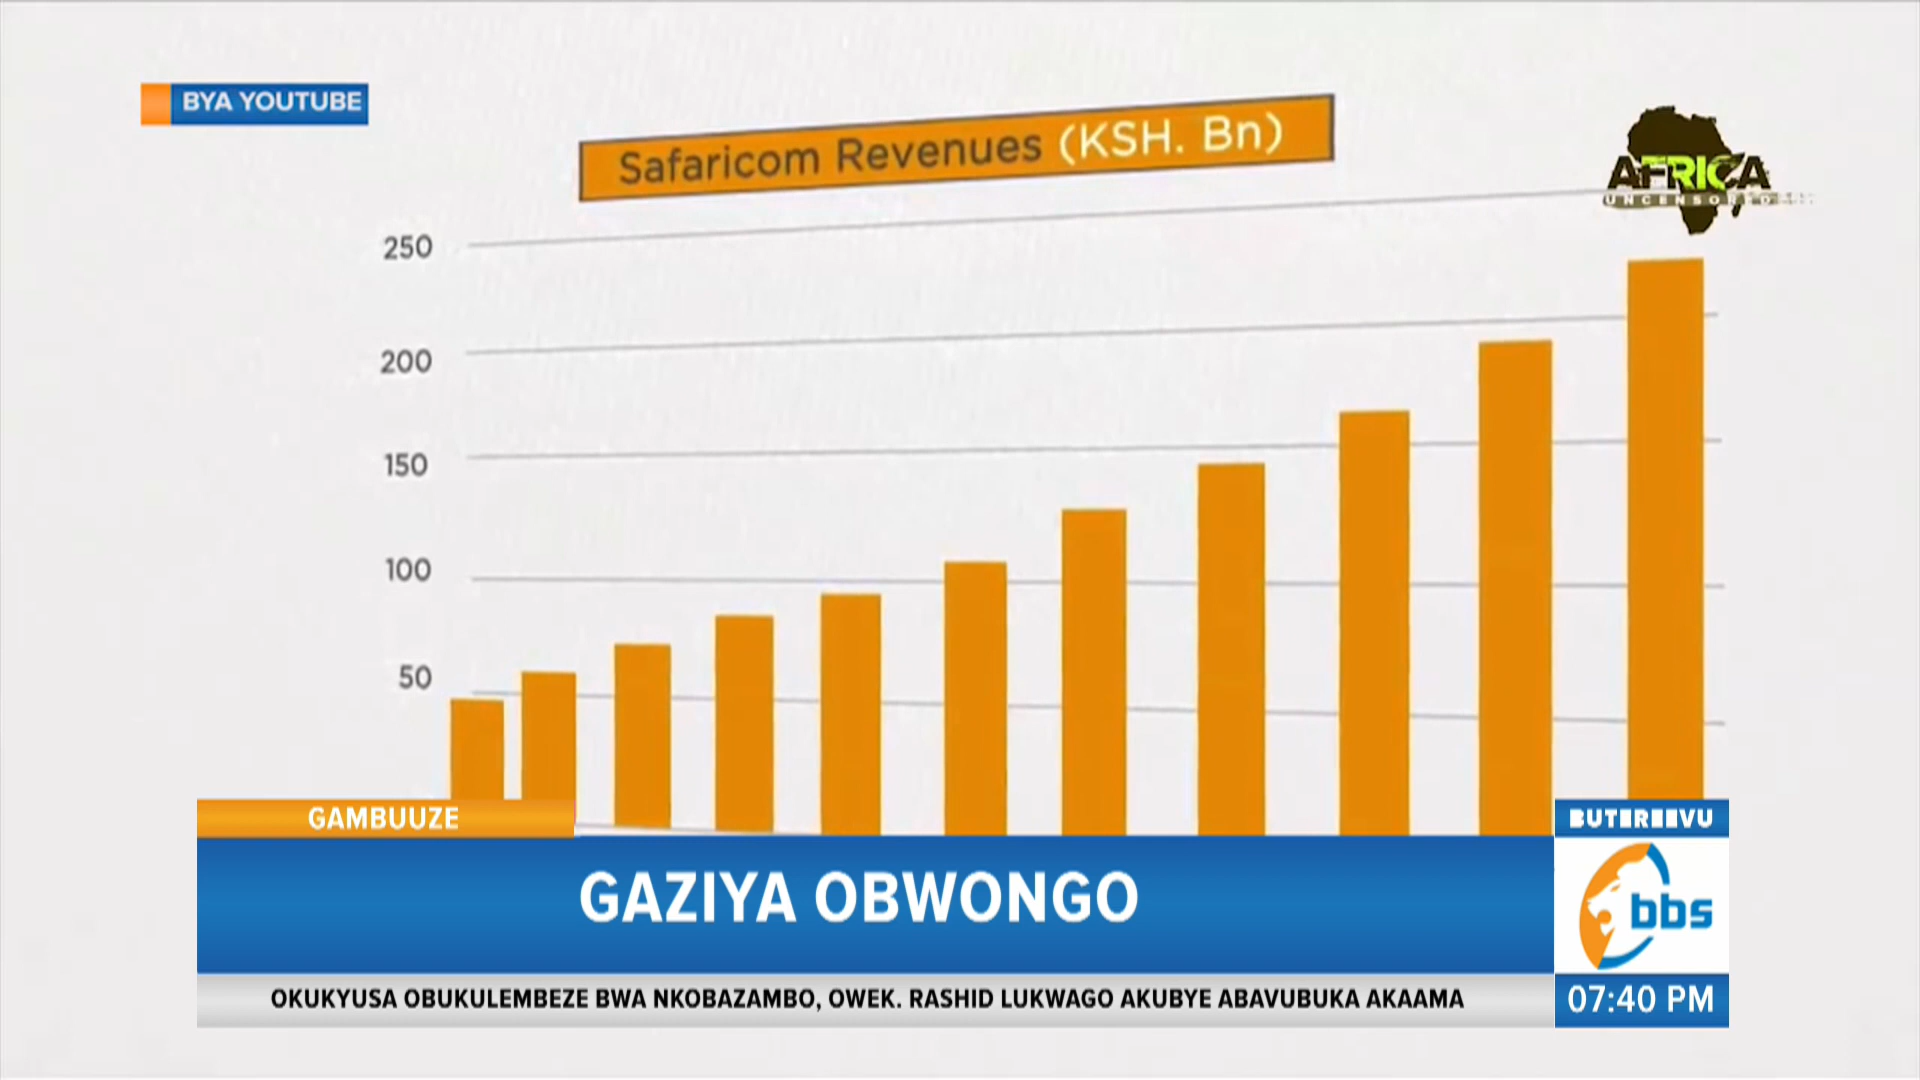 BYA YOUTUBE
Safaricom Revenues (KSH. Bn)
AFRICA
UNCENSORED
250
200
150
100
50
GAMBUUZE
BUTEREEVU
GAZIYA OBWONGO
bbs
OKUKYUSA OBUKULEMBEZE BWA NKOBAZAMBO, OWEK. RASHID LUKWAGO AKUBYE ABAVUBUKA AKAAMA
07:40 PM